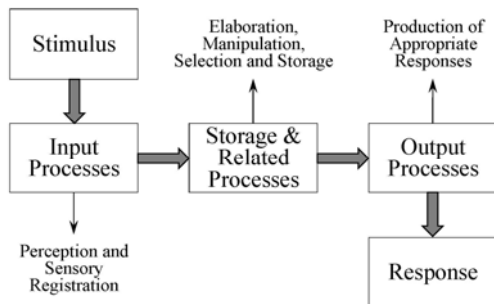 Stimulus
Elaboration,
Manipulation,
Selection and Storage
Production of
Appropriate
Responses
Input
Processes
Storage &
Related
Processes
Output
Processes
Perception and
Sensory
Registration
Response